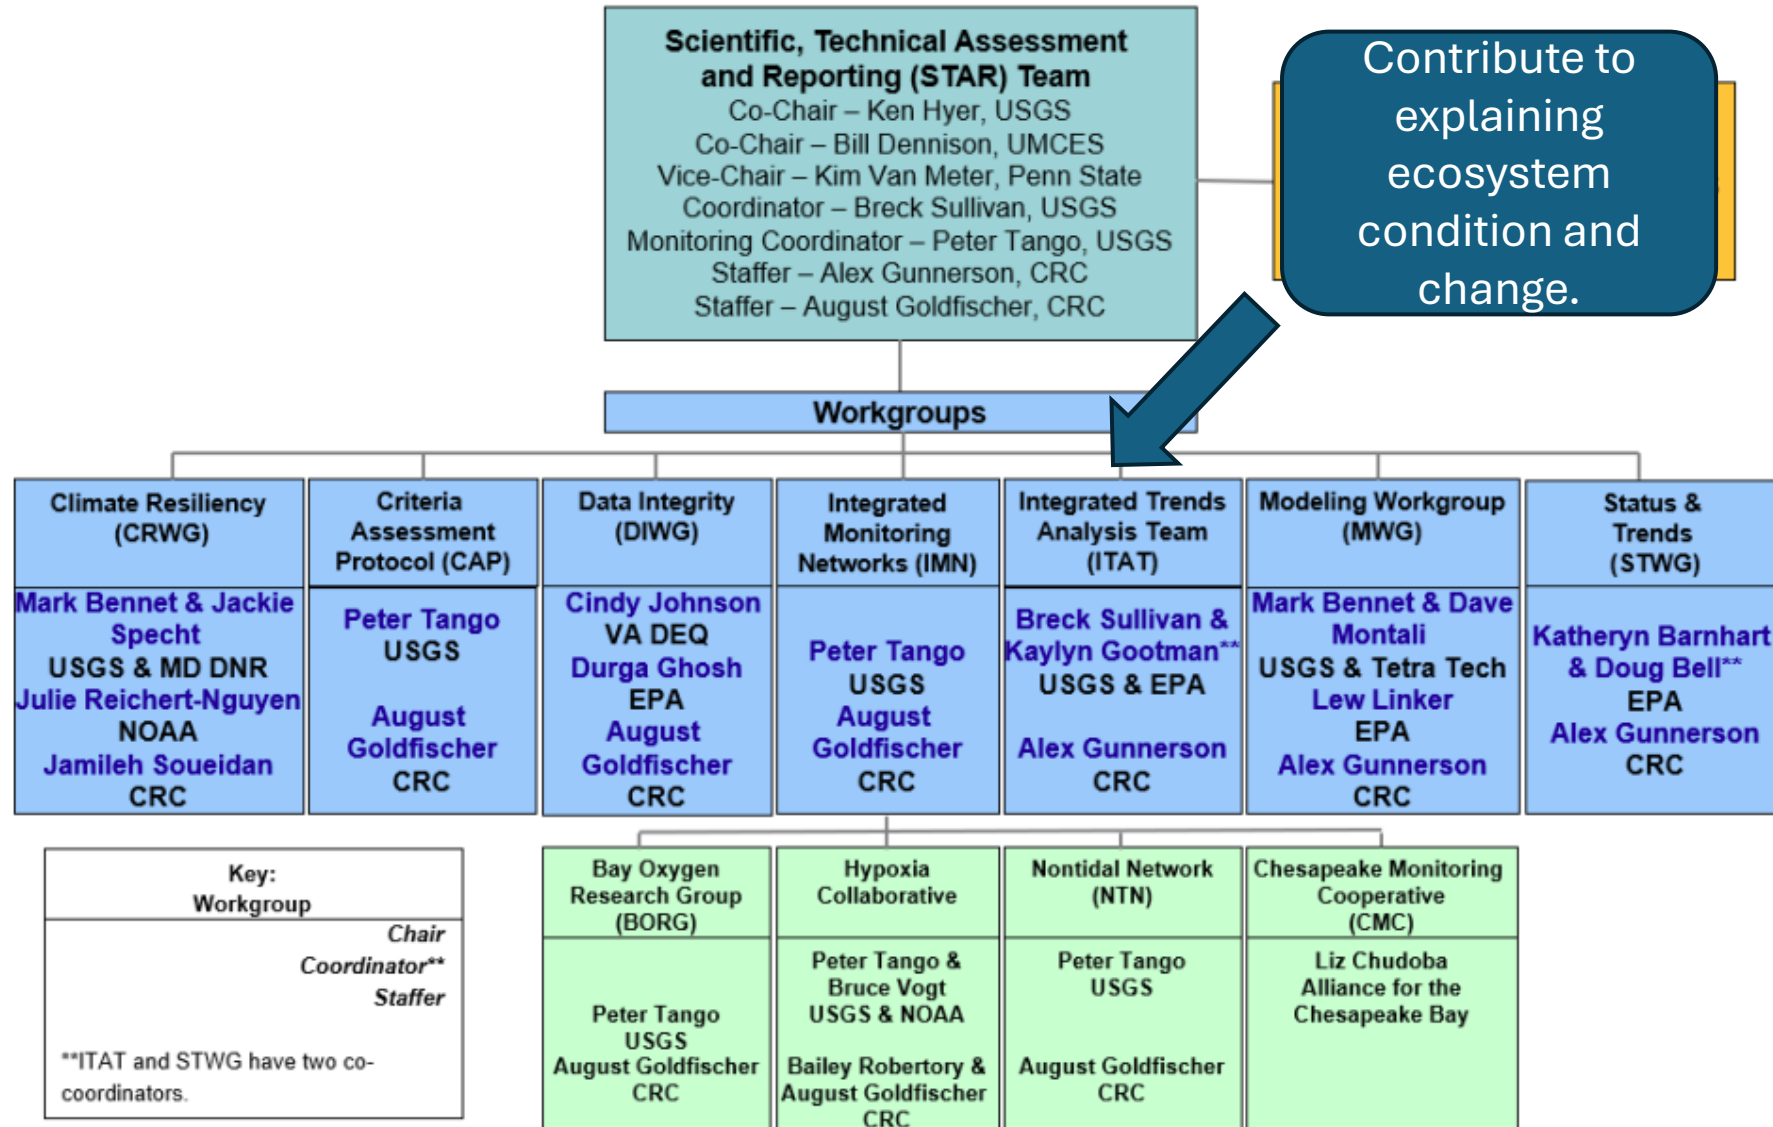 Scientific, Technical Assessment
and Reporting (STAR) Team
Co-Chair – Ken Hyer, USGS
Co-Chair – Bill Dennison, UMCES
Vice-Chair – Kim Van Meter, Penn State
Coordinator – Breck Sullivan, USGS
Monitoring Coordinator – Peter Tango, USGS
Staffer – Alex Gunnerson, CRC
Staffer – August Goldfischer, CRC
Contribute to
explaining
ecosystem
condition and
change.
Workgroups
Climate Resiliency
(CRWG)
Mark Bennet & Jackie
Specht
USGS & MD DNR
Julie Reichert-Nguyen
NOAA
Jamileh Soueidan
CRC
Criteria
Assessment
Protocol (CAP)
Peter Tango
USGS
August
Goldfischer
CRC
Data Integrity
(DIWG)
Cindy Johnson
VA DEQ
Durga Ghosh
EPA
August
Goldfischer
CRC
Integrated
Monitoring
Networks (IMN)
Peter Tango
USGS
August
Goldfischer
CRC
Integrated Trends
Analysis Team
(ITAT)
Breck Sullivan &
Kaylyn Gootman**
USGS & EPA
Alex Gunnerson
CRC
Modeling Workgroup
(MWG)
Mark Bennet & Dave
Montali
USGS & Tetra Tech
Lew Linker
EPA
Alex Gunnerson
CRC
Status &
Trends
(STWG)
Katheryn Barnhart
& Doug Bell**
EPA
Alex Gunnerson
CRC
Key:
Workgroup
Chair
Coordinator**
Staffer
**ITAT and STWG have two co-
coordinators.
Bay Oxygen
Research Group
(BORG)
Peter Tango
USGS
August Goldfischer
CRC
Hypoxia
Collaborative
Peter Tango &
Bruce Vogt
USGS & NOAA
Bailey Robertory &
August Goldfischer
CRC
Nontidal Network
(NTN)
Peter Tango
USGS
August Goldfischer
CRC
Chesapeake Monitoring
Cooperative
(CMC)
Liz Chudoba
Alliance for the
Chesapeake Bay